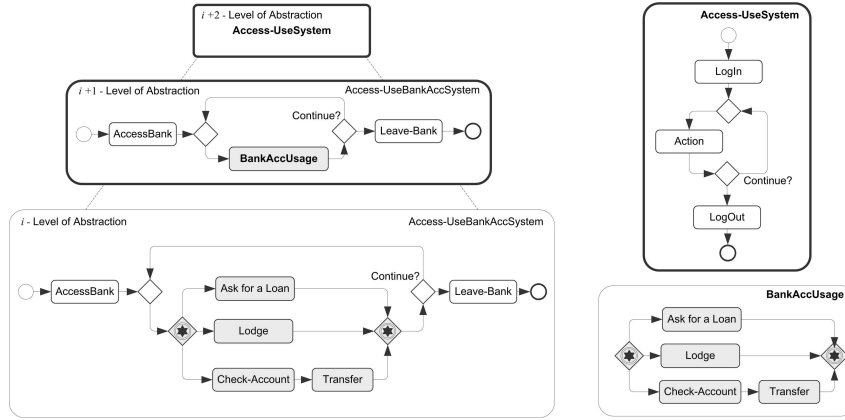 i +2 - Level of Abstraction
Access-UseSystem
i +1 - Level of Abstraction
Access-UseBankAccSystem
Continue?
AccessBank
Leave-Bank
BankAccUsage
i - Level of Abstraction
Access-UseBankAccSystem
Continue?
AccessBank
Ask for a Loan
Leave-Bank
Lodge
Check-Account
Transfer
Access-UseSystem
LogIn
Action
Continue?
LogOut
BankAccUsage
Ask for a Loan
Lodge
Check-Account
Transfer